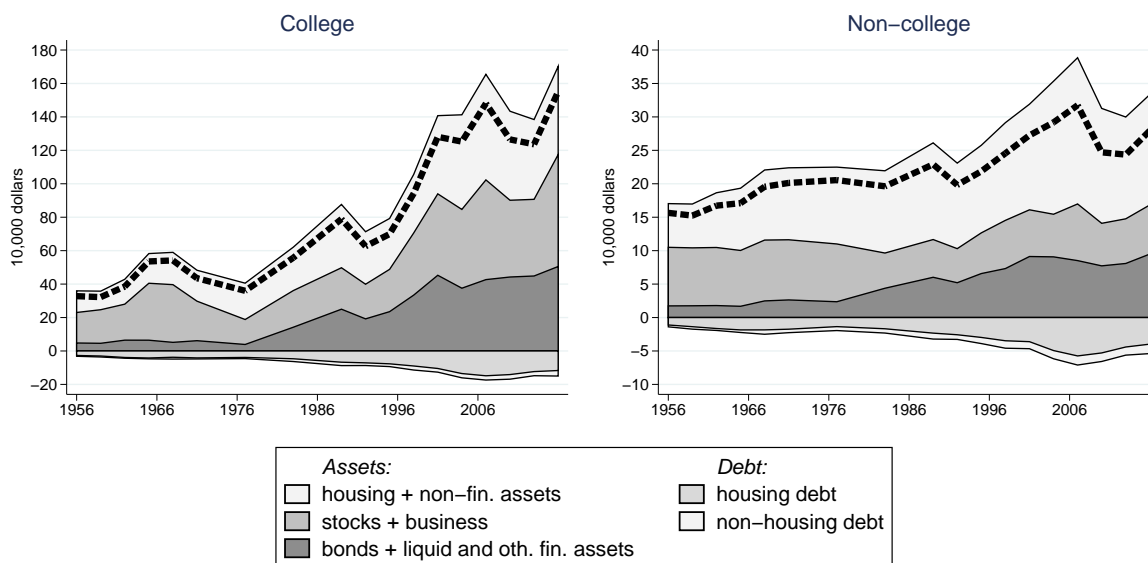 College
Non−college
10,000 dollars
180
160
140
120
100
80
60
40
20
0
−20
1956 1966 1976 1986 1996 2006
10,000 dollars
40
35
30
25
20
15
10
5
0
−5
−10
1956 1966 1976 1986 1996 2006
Assets:
housing + non−fin. assets
stocks + business
bonds + liquid and oth. fin. assets
Debt:
housing debt
non−housing debt